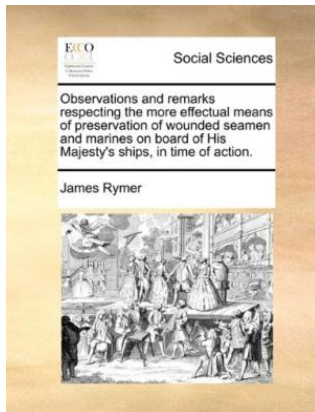 ECCO
Social Sciences
Observations and remarks
respecting the more effectual means
of preservation of wounded seamen
and marines on board of His
Majesty's ships, in time of action.
James Rymer